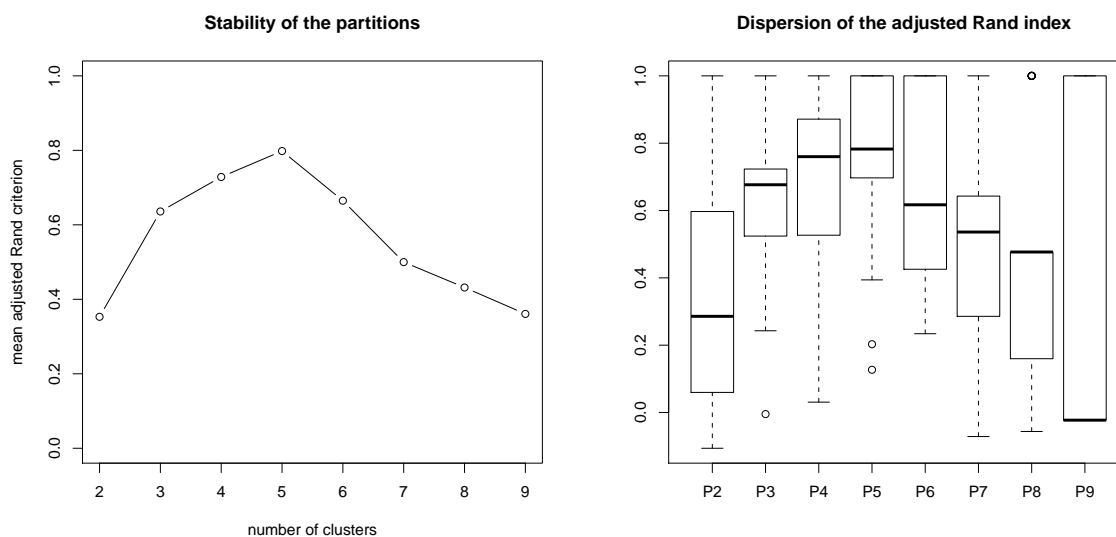 Stability of the partitions
mean adjusted Rand criterion
1.0
0.8
0.6
0.4
0.2
0.0
2 3 4 5 6 7 8 9
number of clusters
Dispersion of the adjusted Rand index
1.0
0.8
0.6
0.4
0.2
0.0
P2 P3 P4 P5 P6 P7 P8 P9